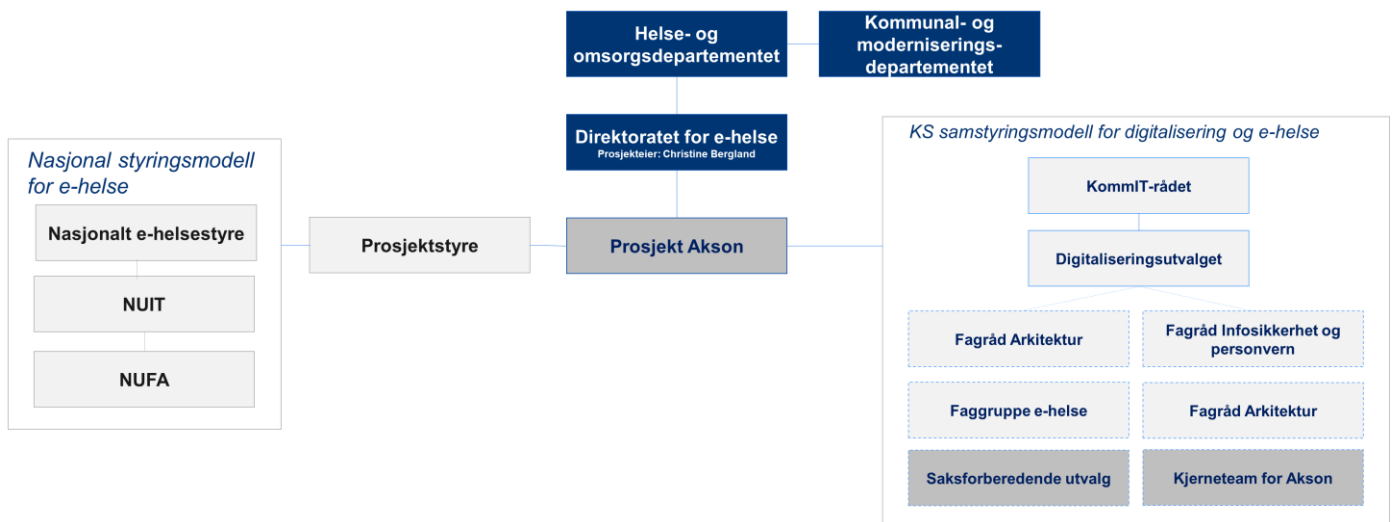 Helse- og
omsorgsdepartementet
Kommunal- og
moderniserings-
departementet
Direktoratet for e-helse
Prosjekteier: Christine Bergland
Nasjonal styringsmodell
for e-helse
Nasjonalt e-helsestyre
NUIT
NUFA
Prosjektstyre
Prosjekt Akson
KS samstyringsmodell for digitalisering og e-helse
KommIT-rådet
Digitaliseringsutvalget
Fagråd Arkitektur
Fagråd Infosikkerhet og
personvern
Faggruppe e-helse
Fagråd Arkitektur
Saksforberedende utvalg
Kjerneteam for Akson